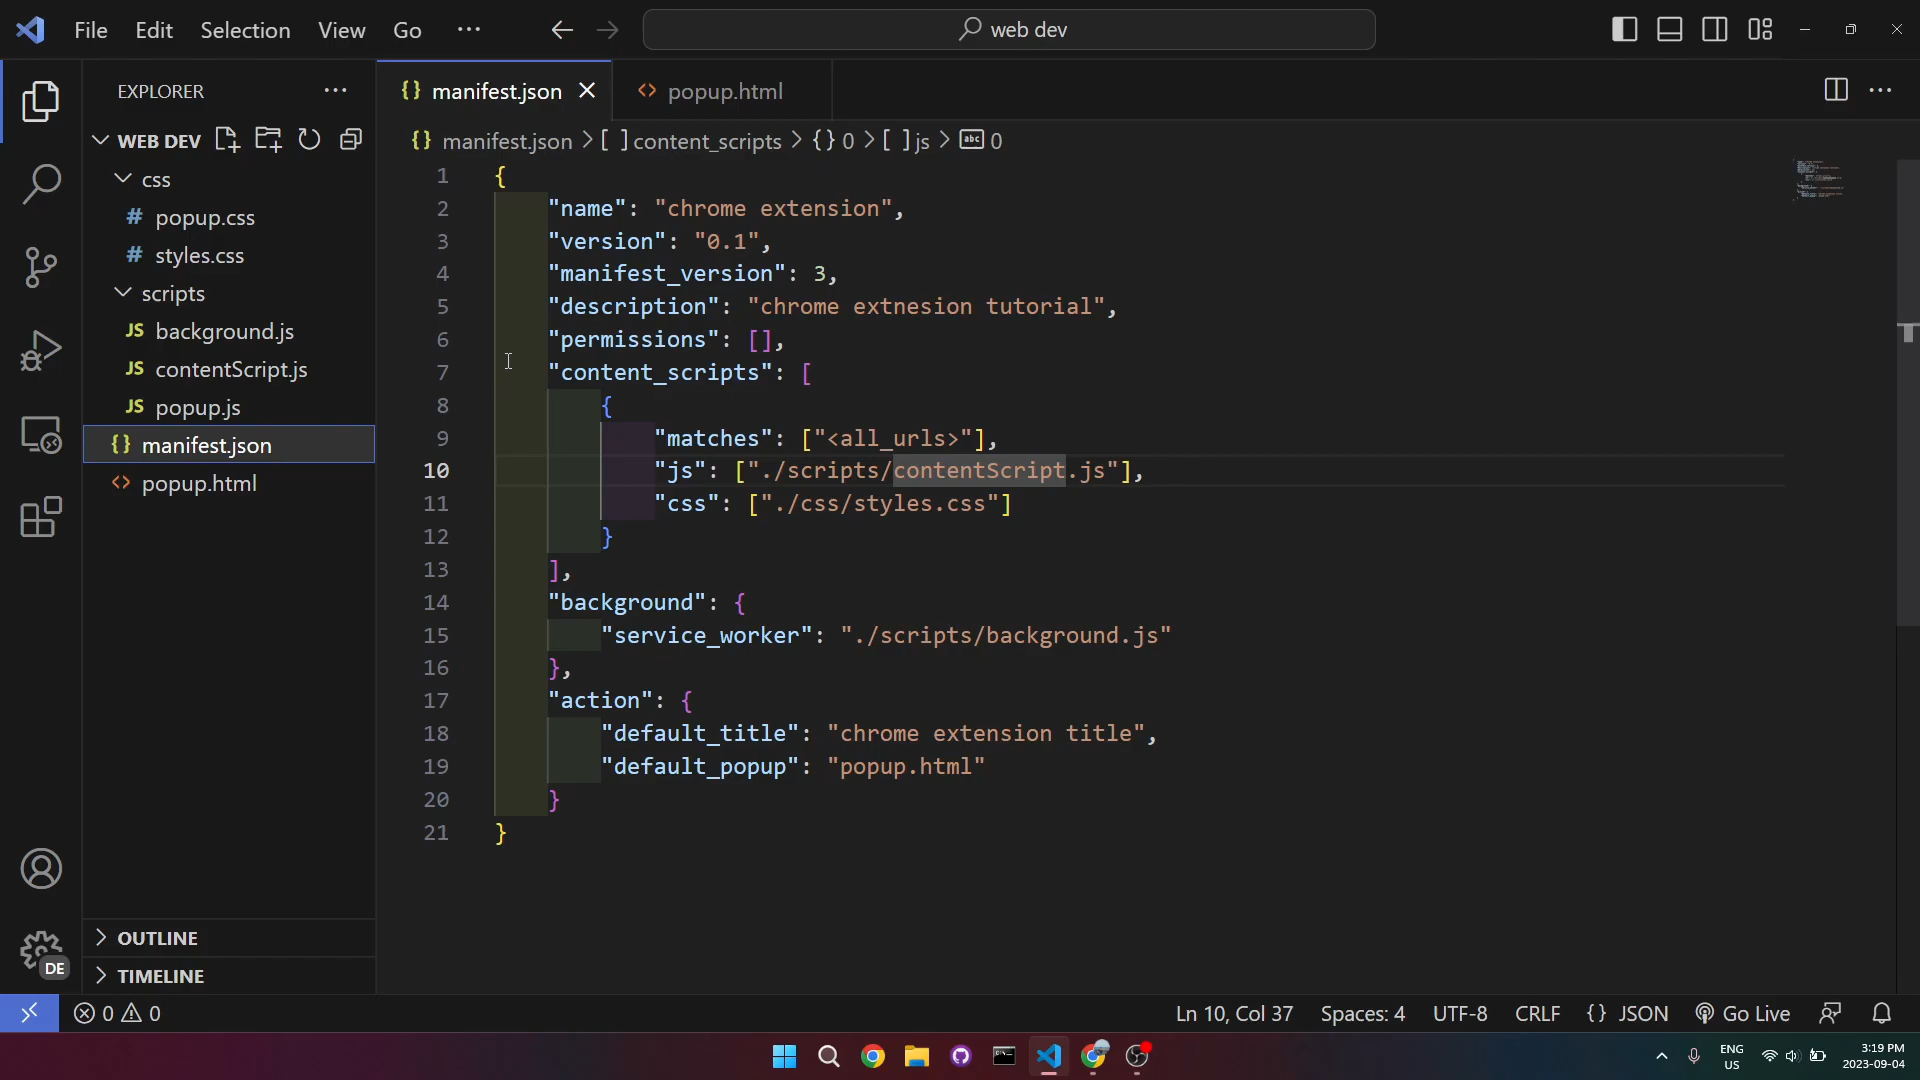 File Edit Selection View Go ··· web dev
EXPLORER ···
manifest.json
popup.html
{} manifest.json > [ ] content_scripts > {} 0 > [ ] js > abc 0
WEB DEV
css
# popup.css
# styles.css
scripts
JS background.js
JS contentScript.js
JS popup.js
{} manifest.json
<> popup.html
1 {
2 "name": "chrome extension",
3 "version": "0.1",
4 "manifest_version": 3,
5 "description": "chrome extnesion tutorial",
6 "permissions": [],
7 "content_scripts": [
8 {
9 "matches": ["<all_urls>"],
10 "js": ["./scripts/contentScript.js"],
11 "css": ["./css/styles.css"]
12 }
13 ],
14 "background": {
15 "service_worker": "./scripts/background.js"
16 },
17 "action": {
18 "default_title": "chrome extension title",
19 "default_popup": "popup.html"
20 }
21 }
OUTLINE
TIMELINE
DE
0 0
Ln 10, Col 37 Spaces: 4 UTF-8 CRLF {} JSON Go Live
ENG
US
3:19 PM
2023-09-04